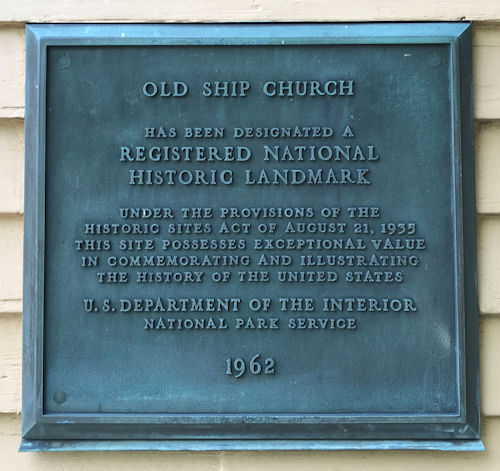 OLD SHIP CHURCH
HAS BEEN DESIGNATED A
REGISTERED NATIONAL
HISTORIC LANDMARK
UNDER THE PROVISIONS OF THE
HISTORIC SITES ACT OF AUGUST 21, 1935
THIS SITE POSSESSES EXCEPTIONAL VALUE
IN COMMEMORATING AND ILLUSTRATING
THE HISTORY OF THE UNITED STATES
U.S. DEPARTMENT OF THE INTERIOR
NATIONAL PARK SERVICE
1962